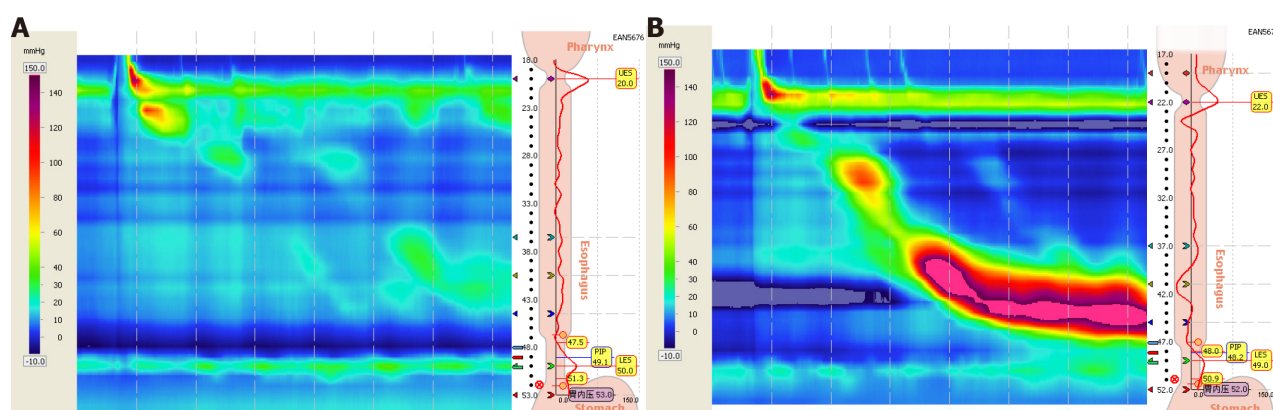 A
mmHg
150.0
140
120
100
80
60
40
20
0
-10.0
EAN5676
Pharynx
18.0
UES
20.0
23.0
28.0
33.0
38.0
Esophagus
43.0
47.5
48.0
PIP
49.1
LES
50.0
51.3
53.0
胃内圧 53.0
0.0
150.0
Stomach
B
mmHg
150.0
140
120
100
80
60
40
20
0
-10.0
EAN567
17.0
Pharynx
22.0
UES
22.0
27.0
32.0
37.0
Esophagus
42.0
47.0
48.0
PIP
48.2
LES
49.0
50.9
52.0
胃内圧 52.0
0.0
150.0
Stomach